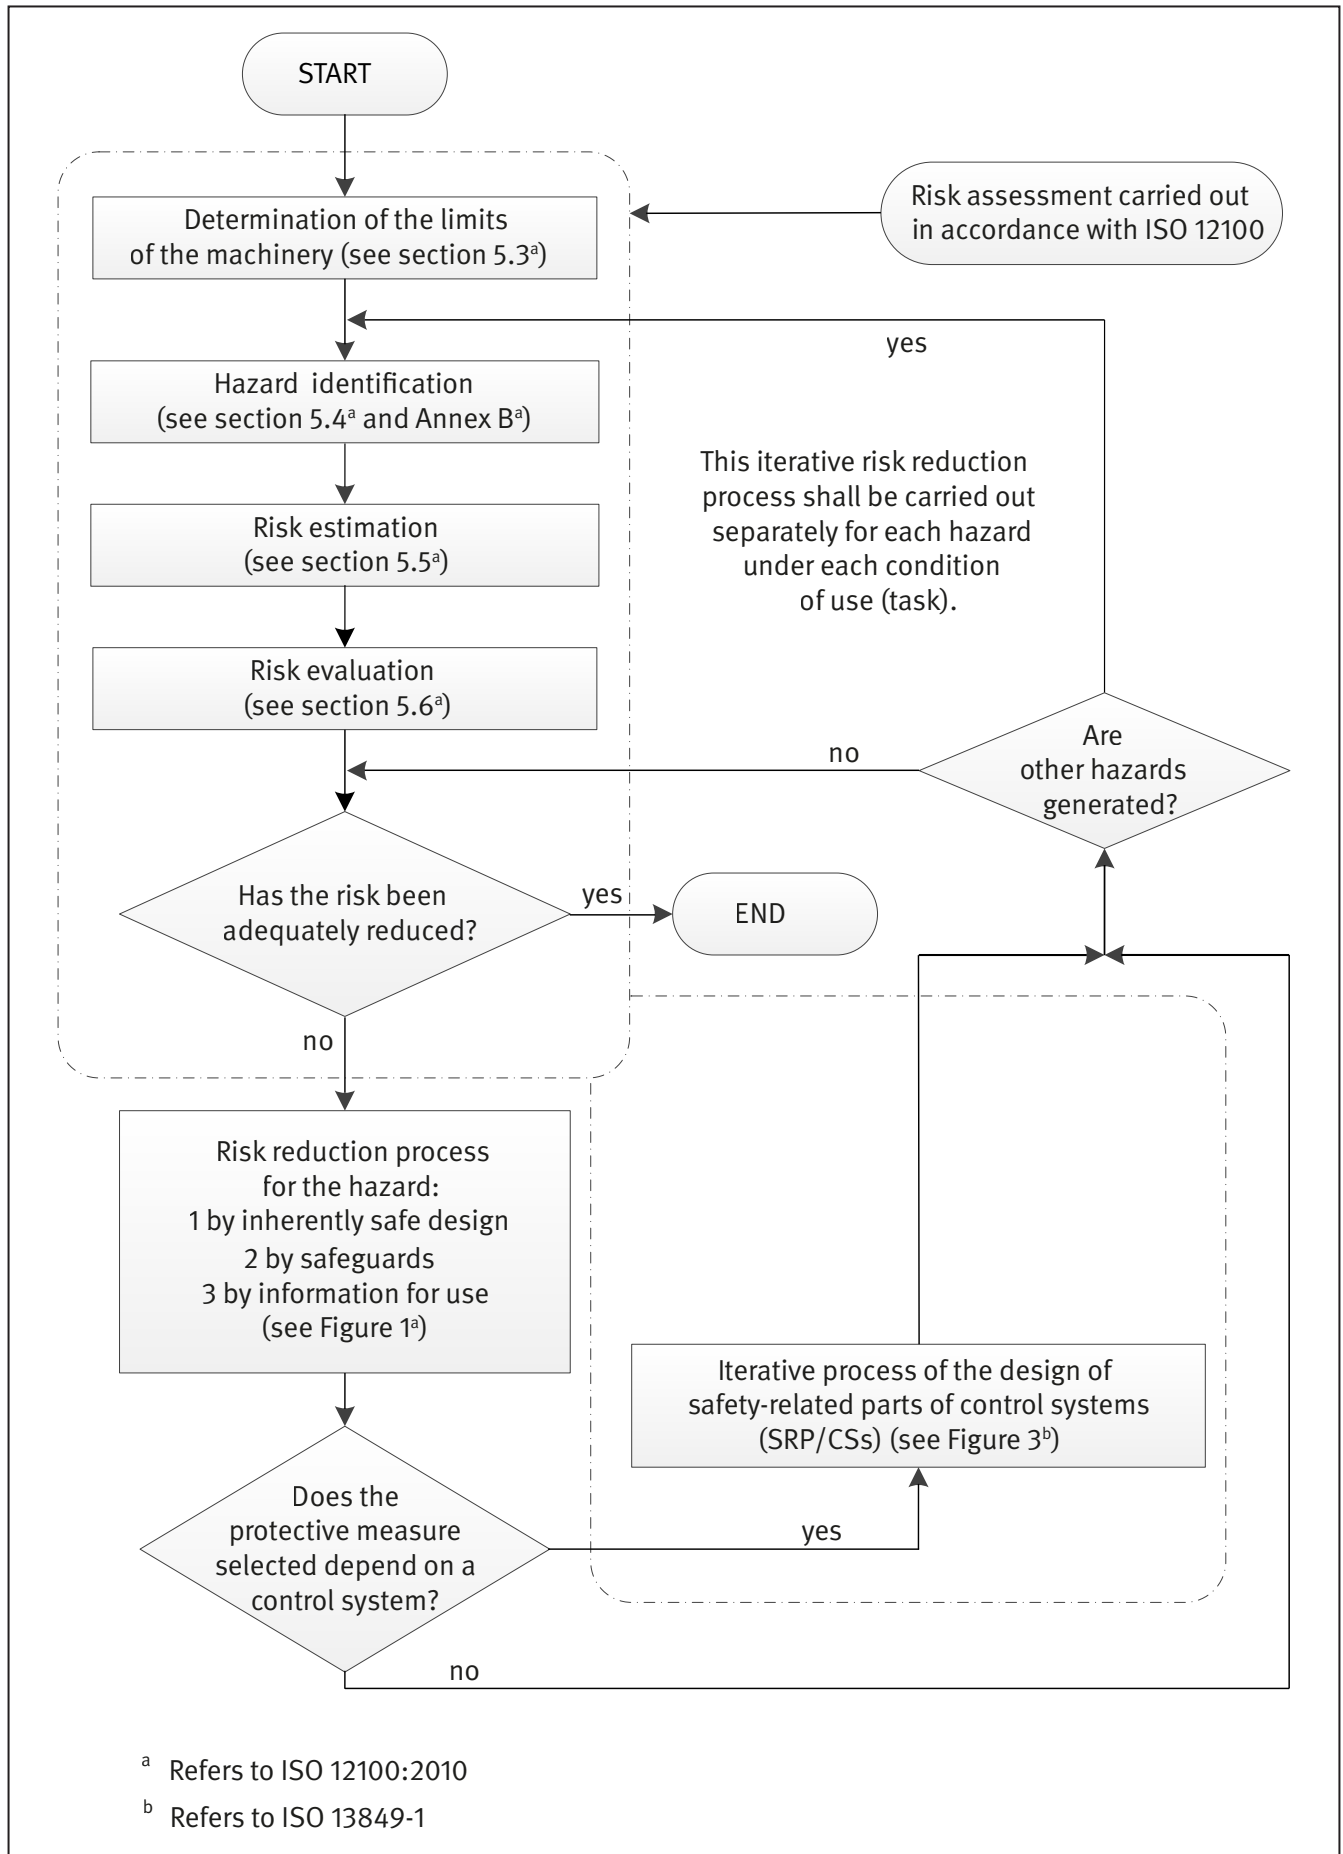 START
Determination of the limits
of the machinery (see section 5.3ᵃ)
Risk assessment carried out
in accordance with ISO 12100
yes
Hazard identification
(see section 5.4ᵃ and Annex Bᵃ)
This iterative risk reduction
process shall be carried out
separately for each hazard
under each condition
of use (task).
Risk estimation
(see section 5.5ᵃ)
Risk evaluation
(see section 5.6ᵃ)
no
Are
other hazards
generated?
Has the risk been
adequately reduced?
yes
END
no
Risk reduction process
for the hazard:
1 by inherently safe design
2 by safeguards
3 by information for use
(see Figure 1ᵃ)
Iterative process of the design of
safety-related parts of control systems
(SRP/CSs) (see Figure 3ᵇ)
Does the
protective measure
selected depend on a
control system?
yes
no
ᵃ Refers to ISO 12100:2010
ᵇ Refers to ISO 13849-1